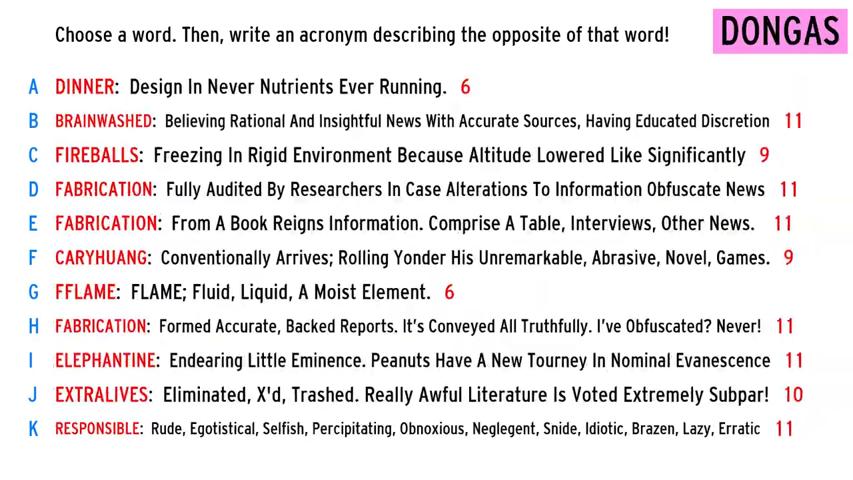 Choose a word. Then, write an acronym describing the opposite of that word!
DONGAS
A DINNER: Design In Never Nutrients Ever Running. 6
B BRAINWASHED: Believing Rational And Insightful News With Accurate Sources, Having Educated Discretion 11
C FIREBALLS: Freezing In Rigid Environment Because Altitude Lowered Like Significantly 9
D FABRICATION: Fully Audited By Researchers In Case Alterations To Information Obfuscate News 11
E FABRICATION: From A Book Reigns Information. Comprise A Table, Interviews, Other News. 11
F CARYHUANG: Conventionally Arrives; Rolling Yonder His Unremarkable, Abrasive, Novel, Games. 9
G FFLAME: FLAME; Fluid, Liquid, A Moist Element. 6
H FABRICATION: Formed Accurate, Backed Reports. It's Conveyed All Truthfully. I've Obfuscated? Never! 11
I ELEPHANTINE: Endearing Little Eminence. Peanuts Have A New Tourney In Nominal Evanescence 11
J EXTRALIVES: Eliminated, X'd, Trashed. Really Awful Literature Is Voted Extremely Subpar! 10
K RESPONSIBLE: Rude, Egotistical, Selfish, Percipitating, Obnoxious, Neglegent, Snide, Idiotic, Brazen, Lazy, Erratic 11